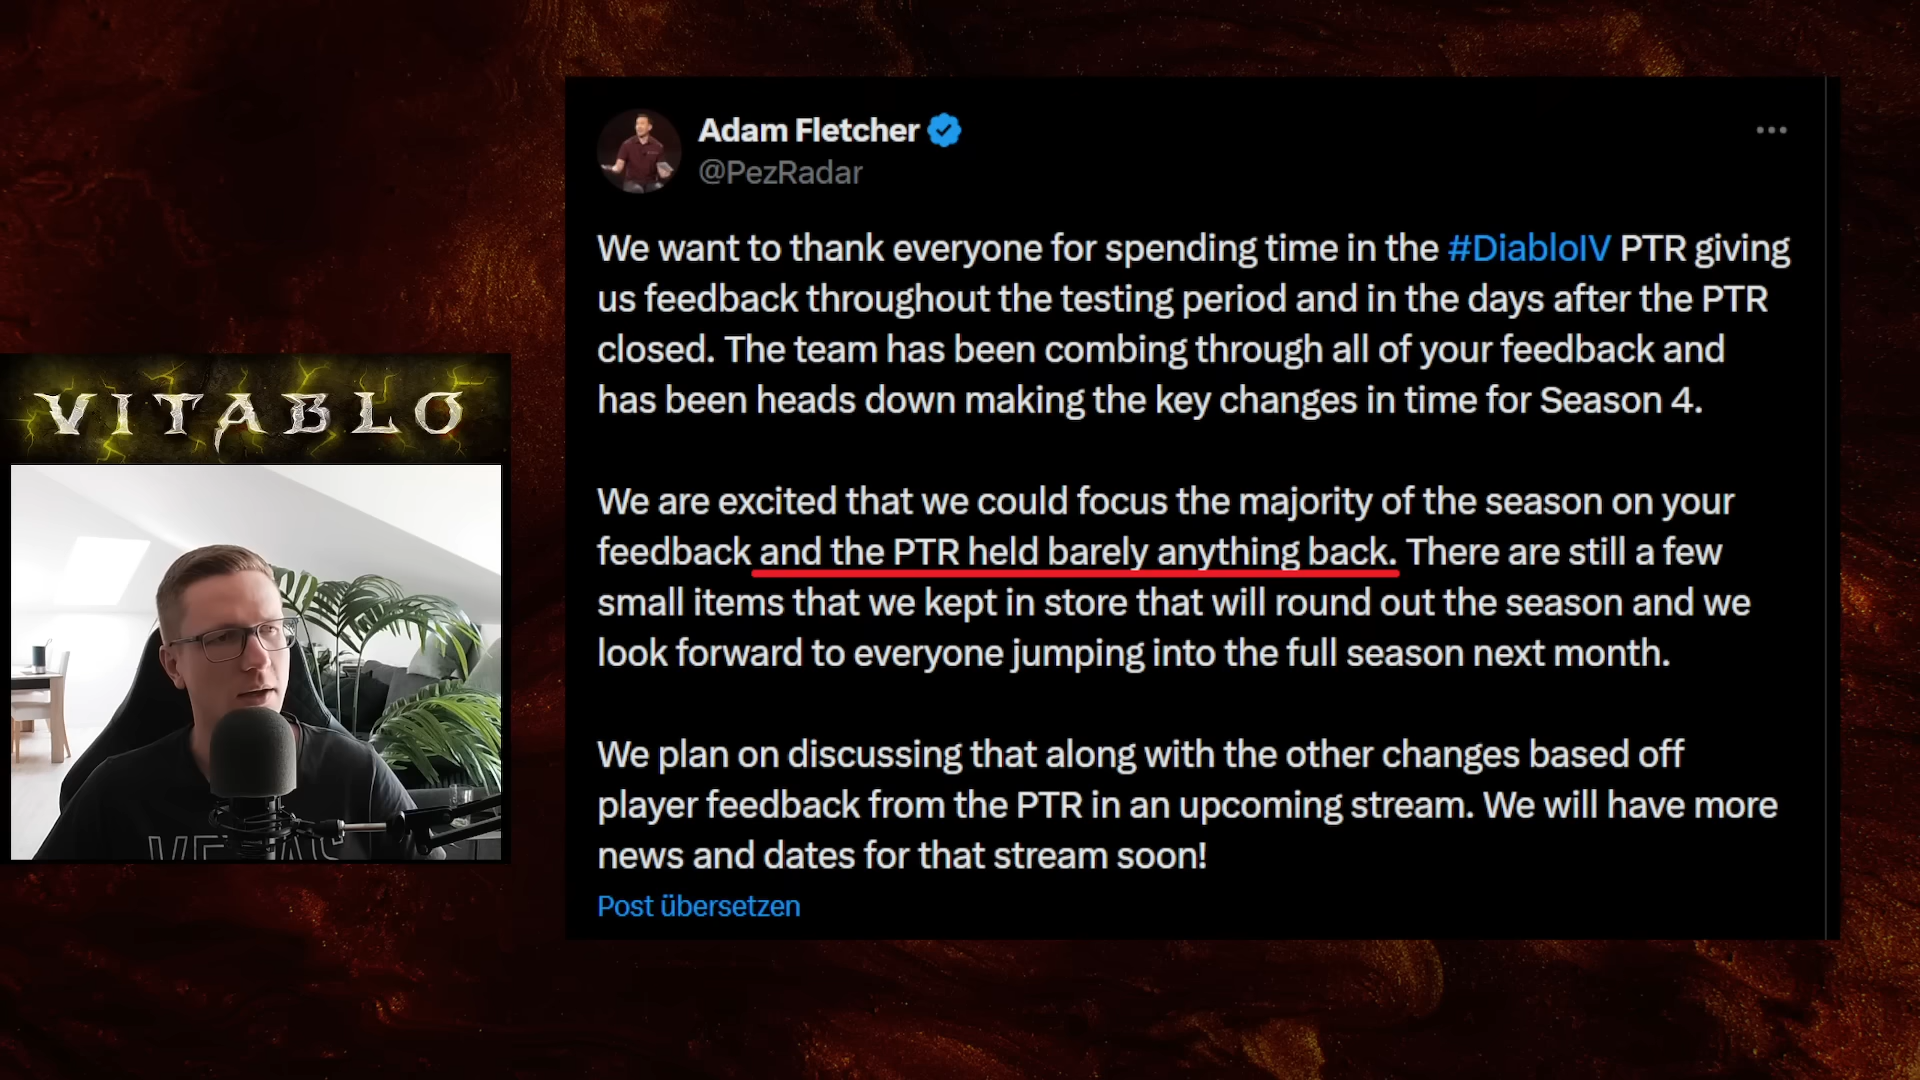 Adam Fletcher
@PezRadar
We want to thank everyone for spending time in the #DiabloIV PTR giving
us feedback throughout the testing period and in the days after the PTR
closed. The team has been combing through all of your feedback and
has been heads down making the key changes in time for Season 4.
We are excited that we could focus the majority of the season on your
feedback and the PTR held barely anything back. There are still a few
small items that we kept in store that will round out the season and we
look forward to everyone jumping into the full season next month.
We plan on discussing that along with the other changes based off
player feedback from the PTR in an upcoming stream. We will have more
news and dates for that stream soon!
Post übersetzen
VITABLO